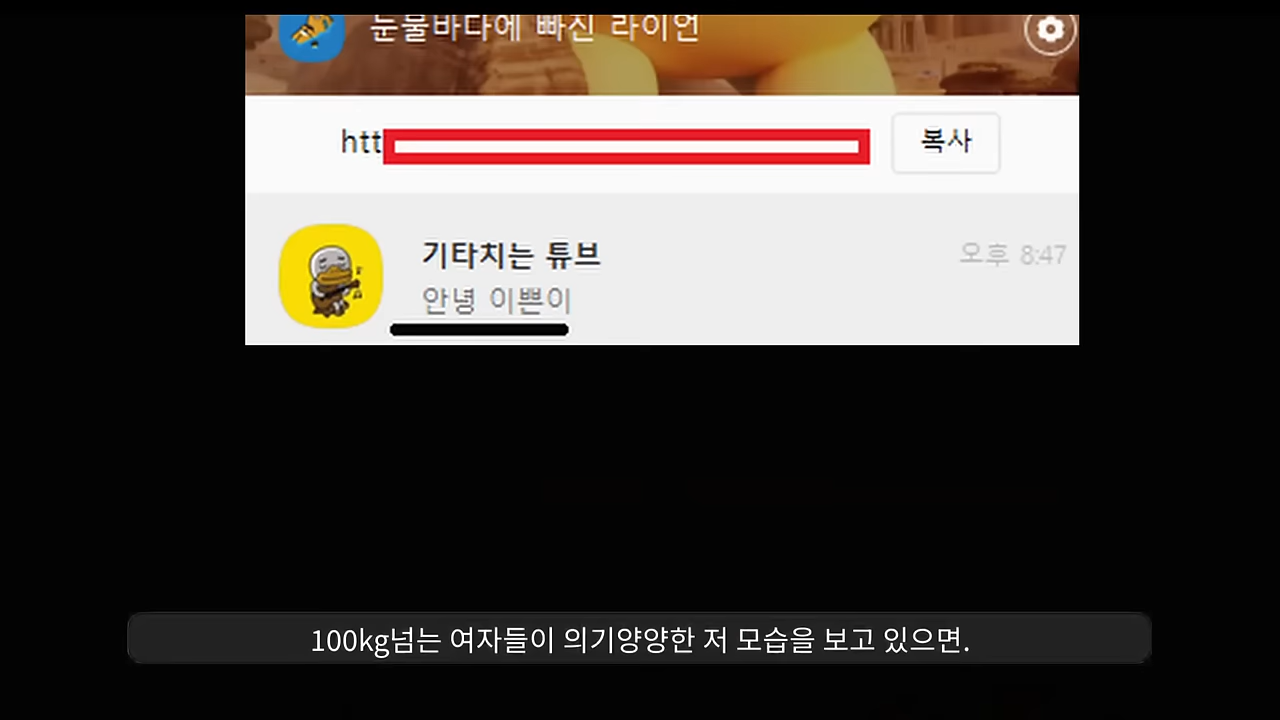 눈물바다에 빠진 라이언
htt
복사
기타치는 튜브
오후 8:47
안녕 이쁜이
100kg넘는 여자들이 의기양양한 저 모습을 보고 있으면.